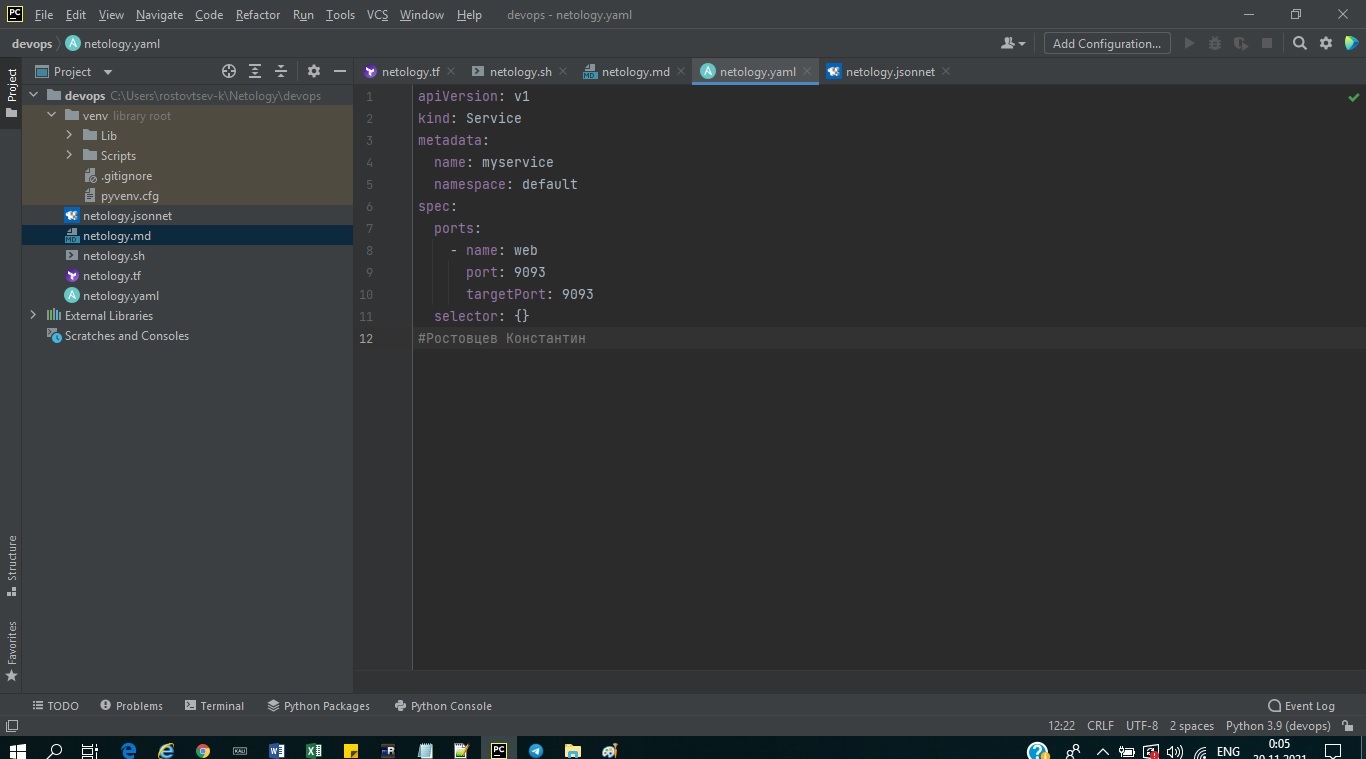 PC File Edit View Navigate Code Refactor Run Tools VCS Window Help devops - netology.yaml
devops netology.yaml Add Configuration...
Project
Project
netology.tf netology.sh netology.md netology.yaml netology.jsonnet
devops C:\Users\rostovtsev-k\Netology\devops
venv library root
Lib
Scripts
.gitignore
pyvenv.cfg
netology.jsonnet
netology.md
netology.sh
netology.tf
netology.yaml
External Libraries
Scratches and Consoles
1 apiVersion: v1
2 kind: Service
3 metadata:
4 name: myservice
5 namespace: default
6 spec:
7 ports:
8 - name: web
9 port: 9093
10 targetPort: 9093
11 selector: {}
12 #Ростовцев Константин
Structure
Favorites
TODO Problems Terminal Python Packages Python Console Event Log
12:22 CRLF UTF-8 2 spaces Python 3.9 (devops)
ENG 0:05